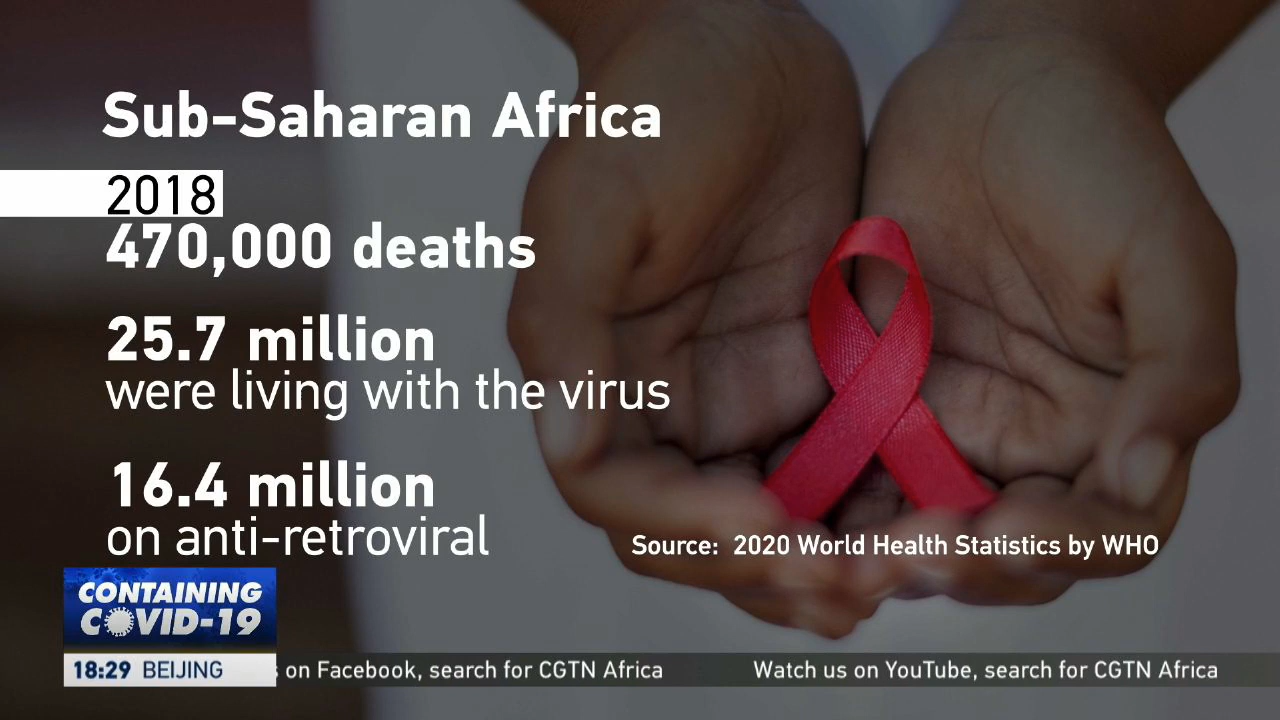 Sub-Saharan Africa
2018
470,000 deaths
25.7 million
were living with the virus
16.4 million
on anti-retroviral
Source: 2020 World Health Statistics by WHO
CONTAINING
COVID-19
18:29 BEIJING
on Facebook, search for CGTN Africa
Watch us on YouTube, search for CGTN Africa